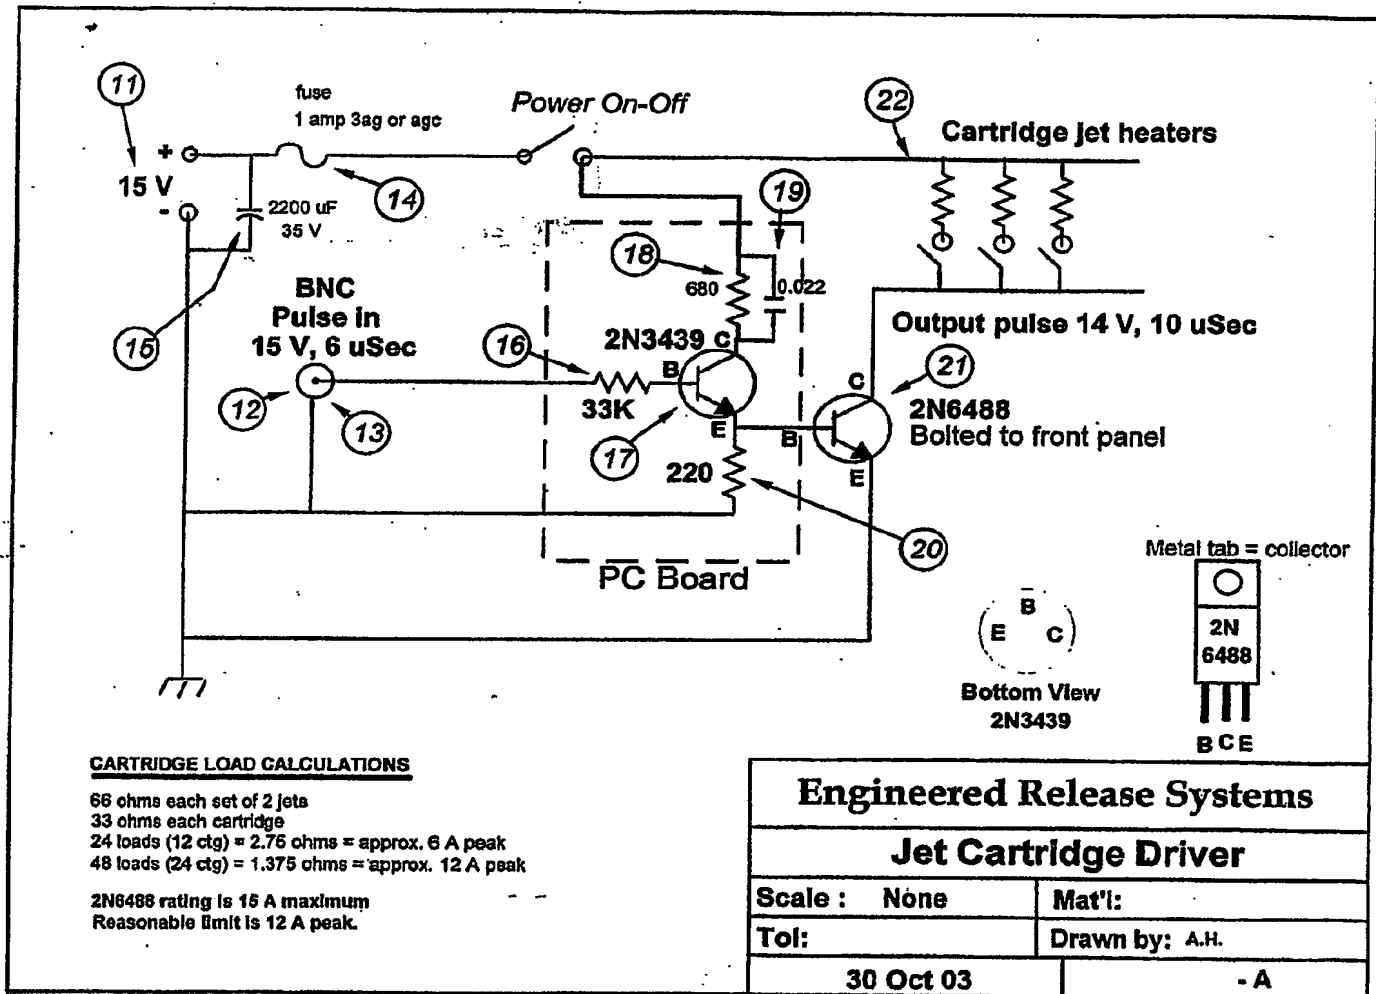 11
fuse
1 amp 3ag or agc
Power On-Off
22
Cartridge jet heaters
+
15 V
-
2200 uF
35 V
14
19
18
680
0.022
BNC
Pulse in
15 V, 6 uSec
15
16
2N3439 C
B
33K
12
13
17
E
220
B
Output pulse 14 V, 10 uSec
21
C
2N6488
Bolted to front panel
E
20
PC Board
Metal tab = collector
2N
6488
B C E
B
E C
Bottom View
2N3439
CARTRIDGE LOAD CALCULATIONS
66 ohms each set of 2 jets
33 ohms each cartridge
24 loads (12 ctg) = 2.75 ohms = approx. 6 A peak
48 loads (24 ctg) = 1.375 ohms = approx. 12 A peak
2N6488 rating is 15 A maximum
Reasonable limit is 12 A peak.
Engineered Release Systems
Jet Cartridge Driver
Scale : None
Mat'l:
Tol:
Drawn by: A.H.
30 Oct 03
- A